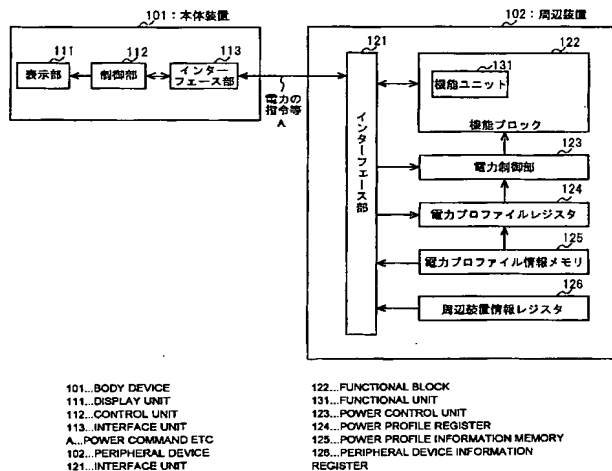 101：本体装置
111
表示部
112
制御部
113
インター
フェース部
電力の
指令等
A
102：周辺装置
121
インターフェース部
122
131
機能ユニット
機能ブロック
123
電力制御部
124
電力プロファイルレジスタ
125
電力プロファイル情報メモリ
126
周辺装置情報レジスタ
101...BODY DEVICE
111...DISPLAY UNIT
112...CONTROL UNIT
113...INTERFACE UNIT
A...POWER COMMAND ETC
102...PERIPHERAL DEVICE
121...INTERFACE UNIT
122...FUNCTIONAL BLOCK
131...FUNCTIONAL UNIT
123...POWER CONTROL UNIT
124...POWER PROFILE REGISTER
125...POWER PROFILE INFORMATION MEMORY
126...PERIPHERAL DEVICE INFORMATION
REGISTER